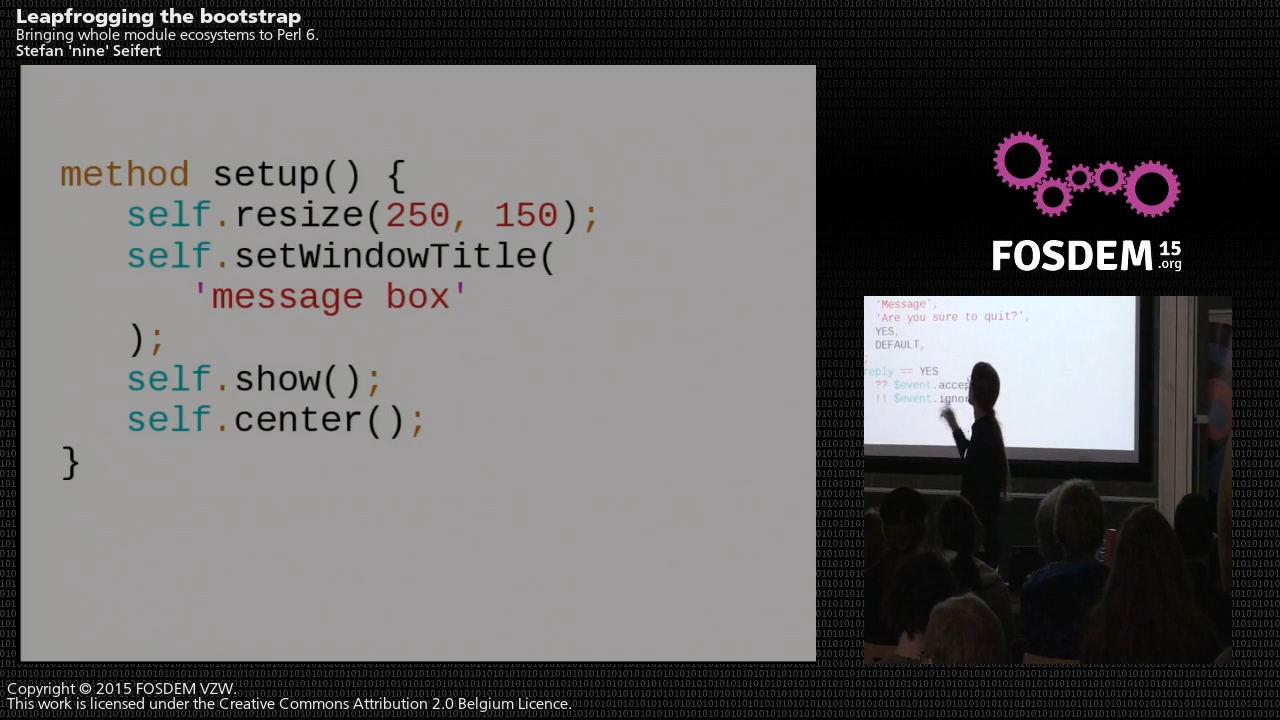 Leapfrogging the bootstrap
Bringing whole module ecosystems to Perl 6.
Stefan 'nine' Seifert
method setup() {
self.resize(250, 150);
self.setWindowTitle(
'message box'
);
self.show();
self.center();
}
FOSDEM 15
.org
'Message',
'Are you sure to quit?',
YES,
DEFAULT,
reply == YES
?? $event.accep
!! $event.ignor
Copyright © 2015 FOSDEM VZW.
This work is licensed under the Creative Commons Attribution 2.0 Belgium Licence.